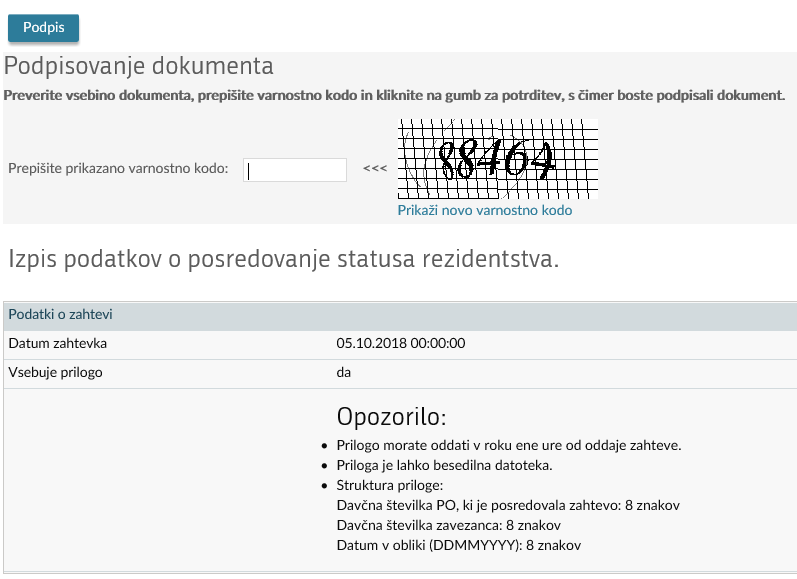 Podpis
Podpisovanje dokumenta
Preverite vsebino dokumenta, prepišite varnostno kodo in kliknite na gumb za potrditev, s čimer boste podpisali dokument.
Prepišite prikazano varnostno kodo: <<< 88464
Prikaži novo varnostno kodo
Izpis podatkov o posredovanje statusa rezidentstva.
Podatki o zahtevi
Datum zahtevka 05.10.2018 00:00:00
Vsebuje prilogo da
Opozorilo:
• Prilogo morate oddati v roku ene ure od oddaje zahteve.
• Priloga je lahko besedilna datoteka.
• Struktura priloge:
Davčna številka PO, ki je posredovala zahtevo: 8 znakov
Davčna številka zavezanca: 8 znakov
Datum v obliki (DDMMYYYY): 8 znakov